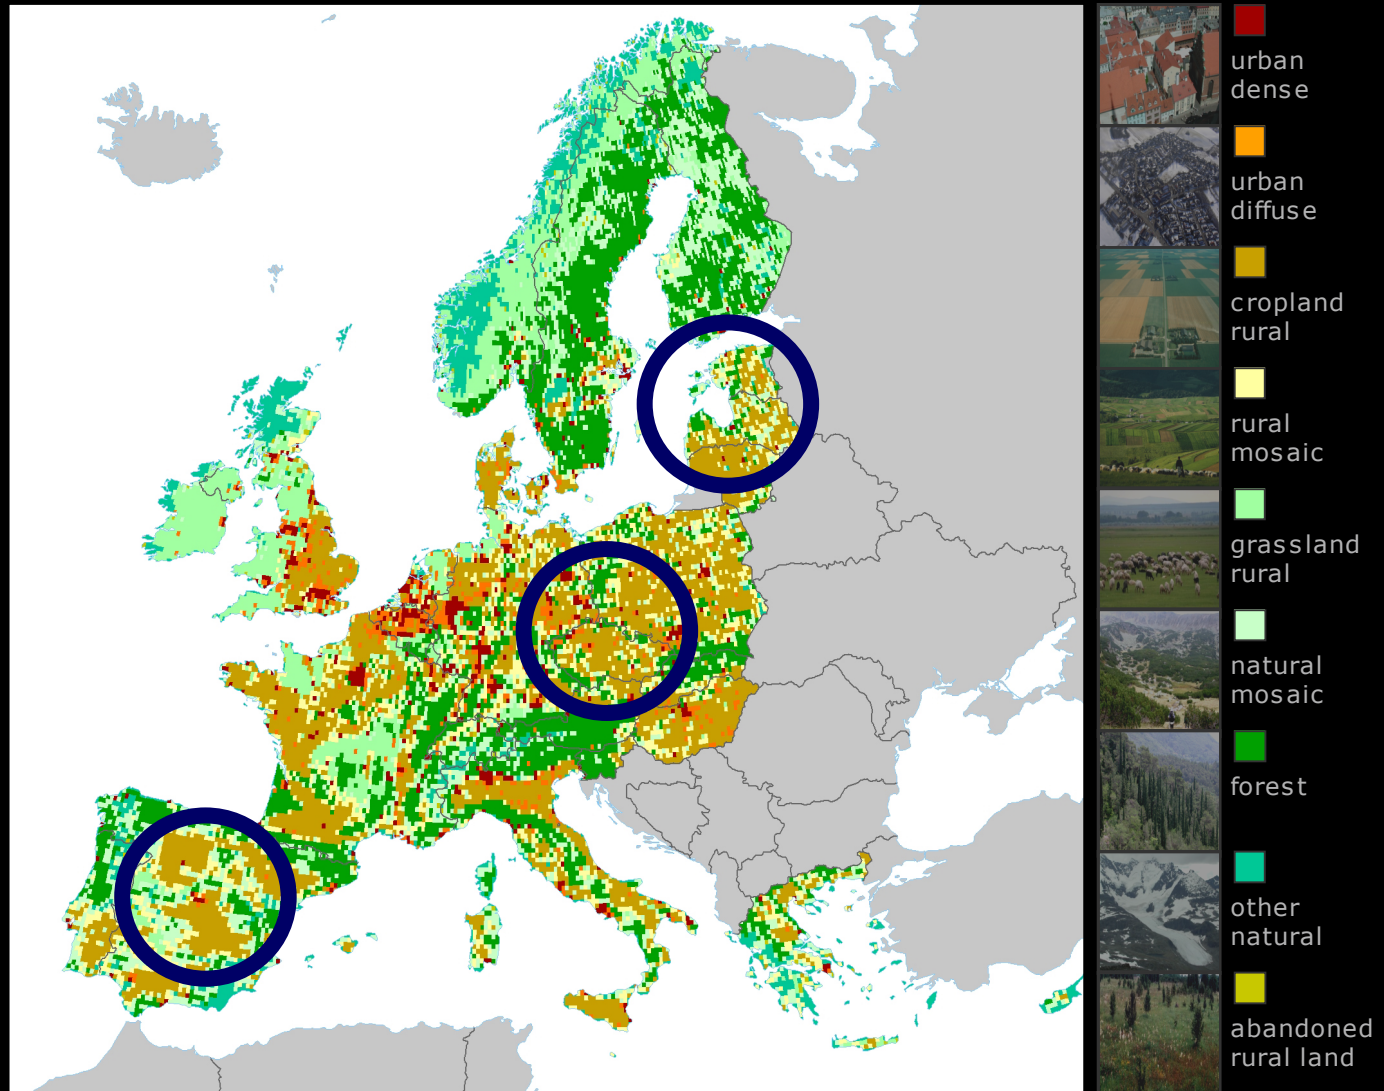 urban
dense
urban
diffuse
cropland
rural
rural
mosaic
grassland
rural
natural
mosaic
forest
other
natural
abandoned
rural land